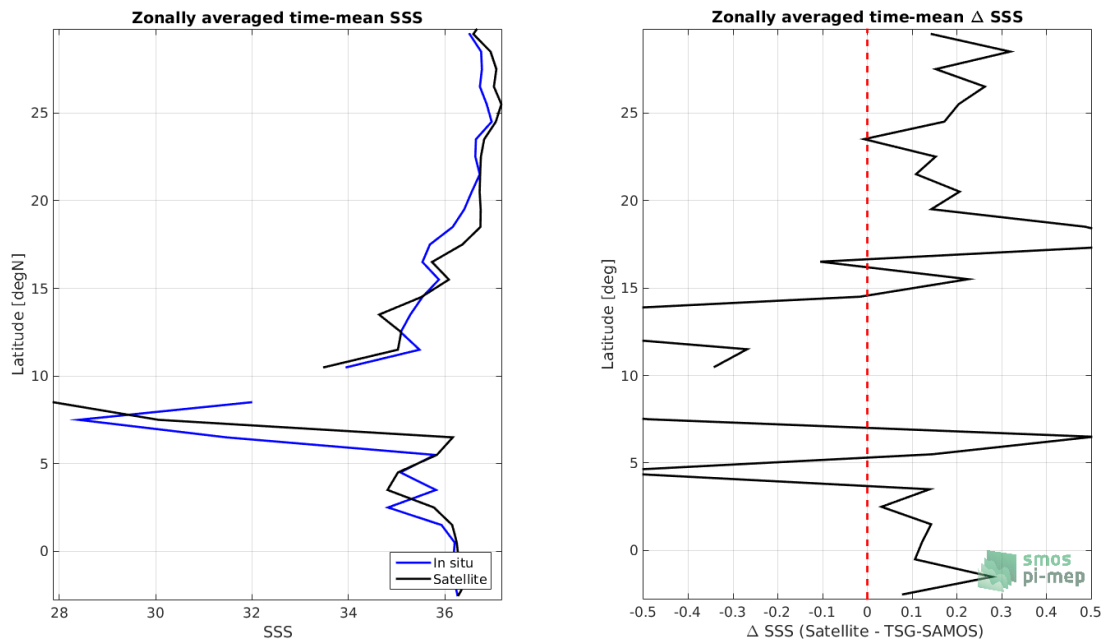 Zonally averaged time-mean SSS
Latitude [degN]
25
20
15
10
5
0
28
30
32
34
36
SSS
In situ
Satellite
Zonally averaged time-mean Δ SSS
Latitude [deg]
25
20
15
10
5
0
-0.5
-0.4
-0.3
-0.2
-0.1
0
0.1
0.2
0.3
0.4
0.5
Δ SSS (Satellite - TSG-SAMOS)
smos
pi-mep